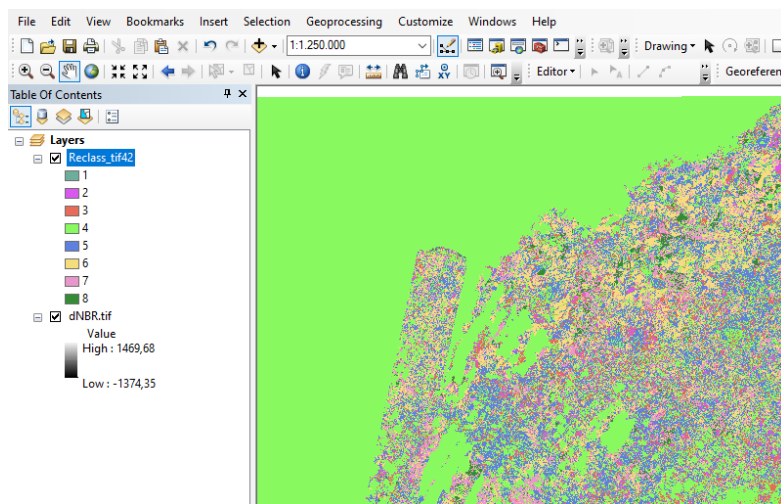 File Edit View Bookmarks Insert Selection Geoprocessing Customize Windows Help
1:1.250.000 Drawing
Editor Georeferen
Table Of Contents
Layers
Reclass_tif42
1
2
3
4
5
6
7
8
dNBR.tif
Value
High : 1469,68
Low : -1374,35